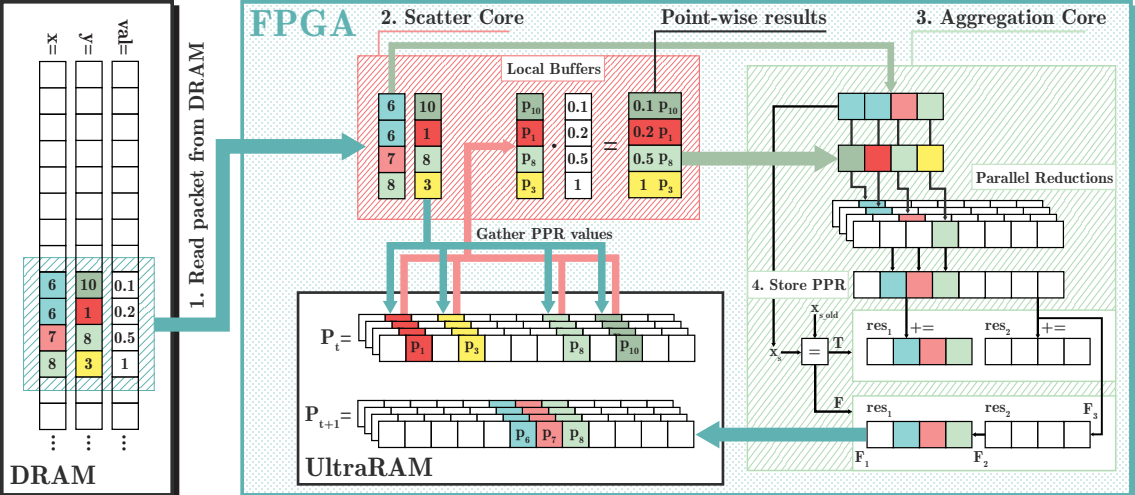 FPGA
2. Scatter Core
Point-wise results
3. Aggregation Core
x=
y=
val=
1. Read packet from DRAM
Local Buffers
6 10 p10 0.1 0.1 p10
6 1 p1 0.2 0.2 p1
7 8 p8 · 0.5 = 0.5 p8
8 3 p3 1 1 p3
Parallel Reductions
Gather PPR values
6 10 0.1
6 1 0.2
7 8 0.5
8 3 1
... ... ...
DRAM
4. Store PPR
Pt=
p1 p3 p8 p10
Pt+1=
p6 p7 p8
UltraRAM
xs_old
xs
=
T
F
res1 += res2 +=
res1 res2 F3
F1 F2